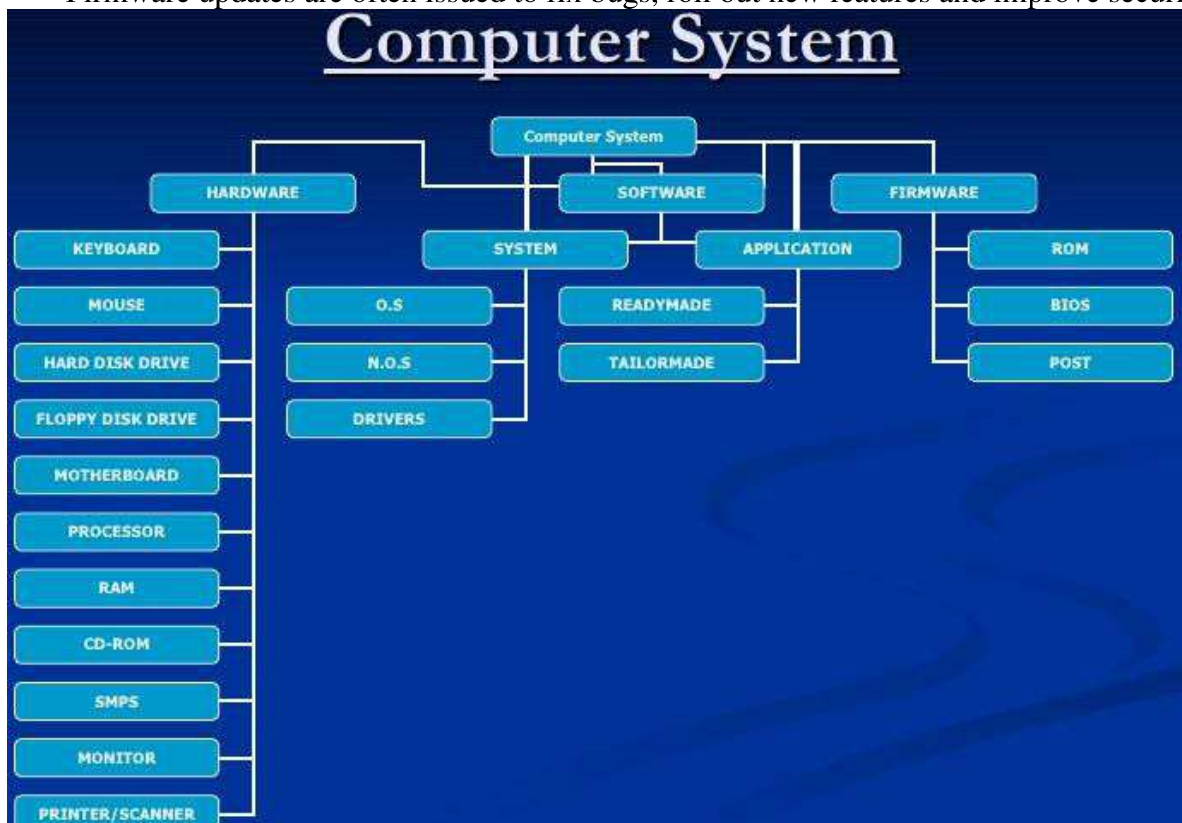 Firmware updates are often issued to fix bugs, roll out new features and improve securi
Computer System
Computer System
HARDWARE
SOFTWARE
FIRMWARE
KEYBOARD
SYSTEM
APPLICATION
ROM
MOUSE
O.S
READYMADE
BIOS
HARD DISK DRIVE
N.O.S
TAILORMADE
POST
FLOPPY DISK DRIVE
DRIVERS
MOTHERBOARD
PROCESSOR
RAM
CD-ROM
SMPS
MONITOR
PRINTER/SCANNER